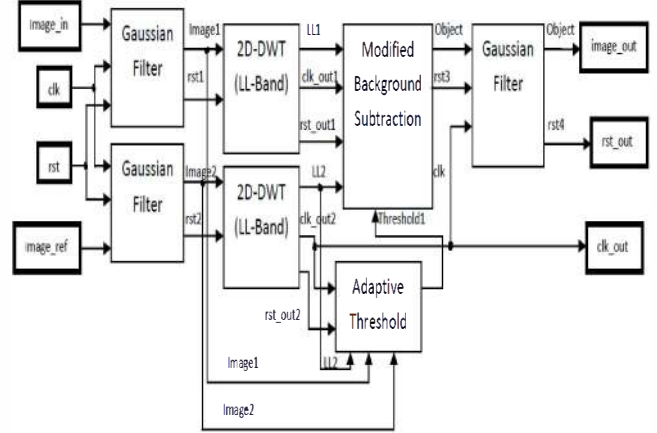 Image_in
clk
rst
Image_ref
Gaussian
Filter
Image1
rst1
Gaussian
Filter
Image2
rst2
2D-DWT
(LL-Band)
LL1
clk_out1
rst_out1
2D-DWT
(LL-Band)
LL2
clk_out2
rst_out2
Modified
Background
Subtraction
Object
rst3
clk
Threshold1
Adaptive
Threshold
LL2
Image1
Image2
Gaussian
Filter
Object
rst4
image_out
rst_out
clk_out